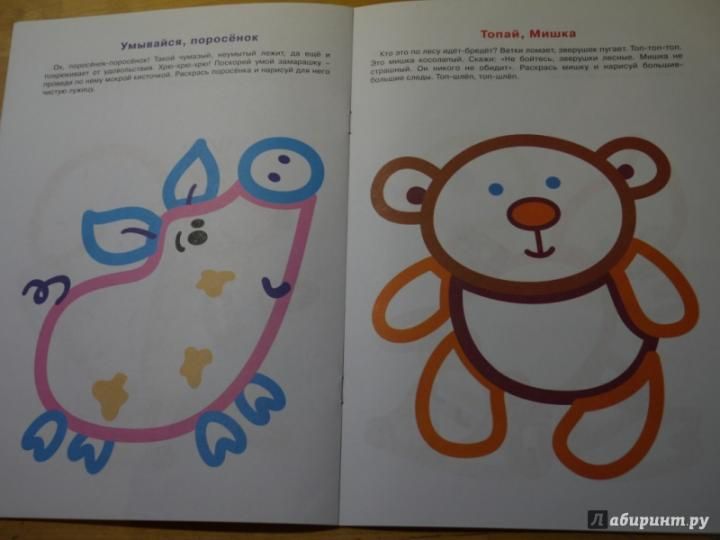 Умывайся, поросёнок
Ох, поросёнок-поросёнок! Такой чумазый, неумытый лежит, да ещё и
похрюкивает от удовольствия. Хрю-хрю-хрю! Поскорей умой замарашку –
проведи по нему мокрой кисточкой. Раскрась поросёнка и нарисуй для него
чистую лужицу.
Топай, Мишка
Кто это по лесу идёт-бредёт? Ветки ломает, зверушек пугает. Топ-топ-топ.
Это мишка косолапый. Скажи: «Не бойтесь, зверушки лесные. Мишка не
страшный. Он никого не обидит». Раскрась мишку и нарисуй большие-
большие следы. Топ-шлёп, топ-шлёп.
Лабиринт.ру